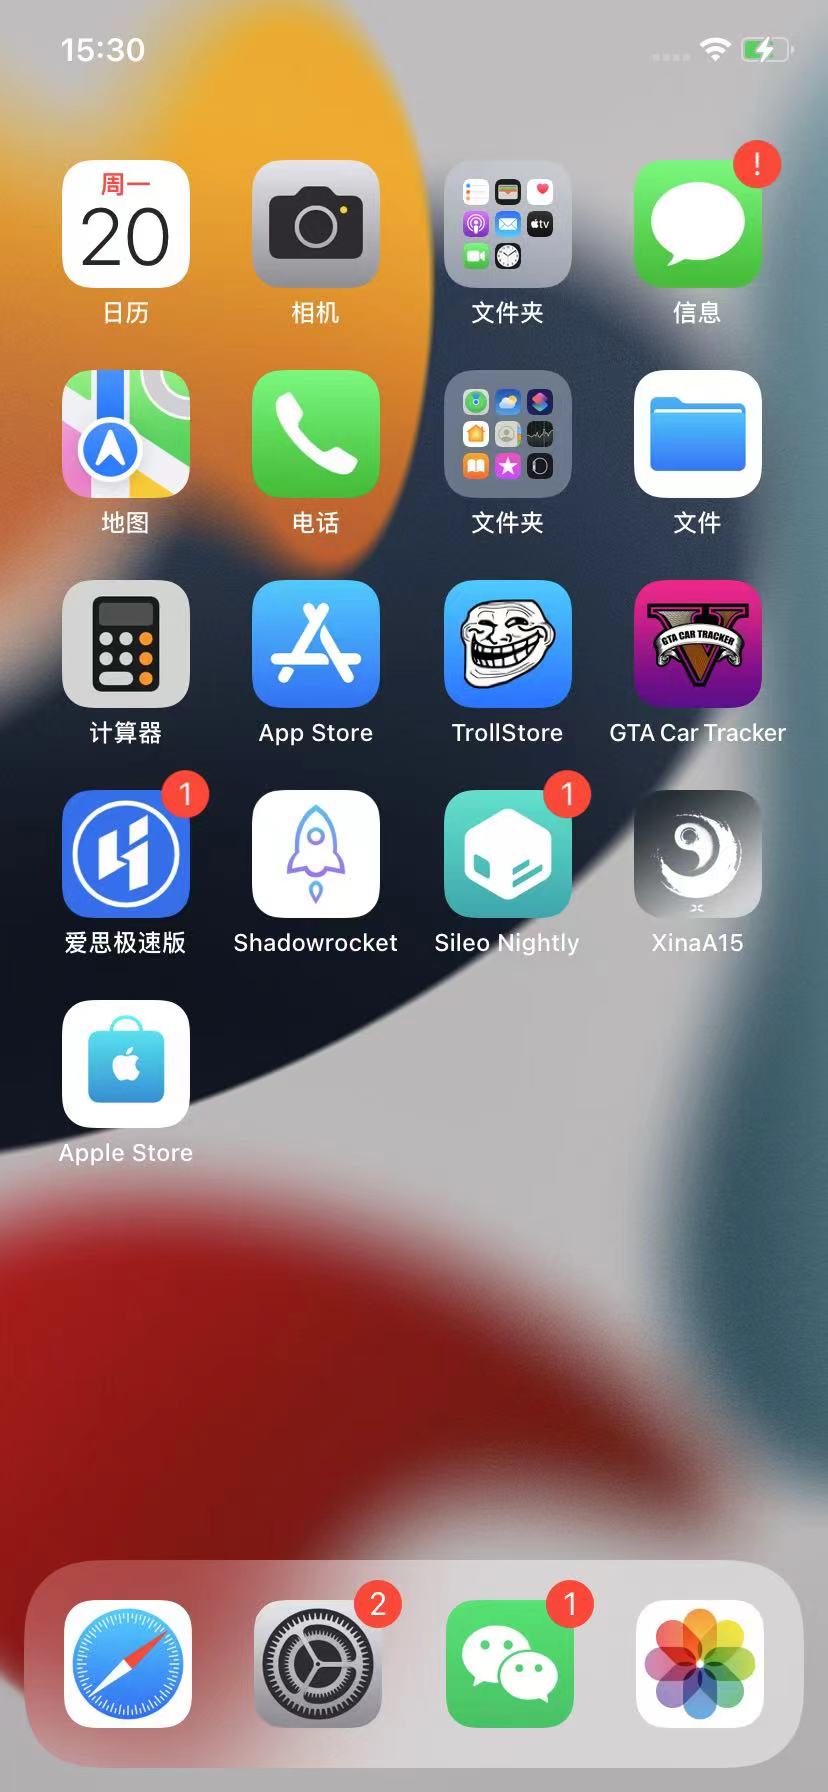 15:30
周一
20
日历
相机
tv
文件夹
!
信息
地图
电话
文件夹
文件
计算器
App Store
TrollStore
GTA CAR TRACKER
GTA Car Tracker
1
爱思极速版
Shadowrocket
1
Sileo Nightly
XinaA15
Apple Store
2
1